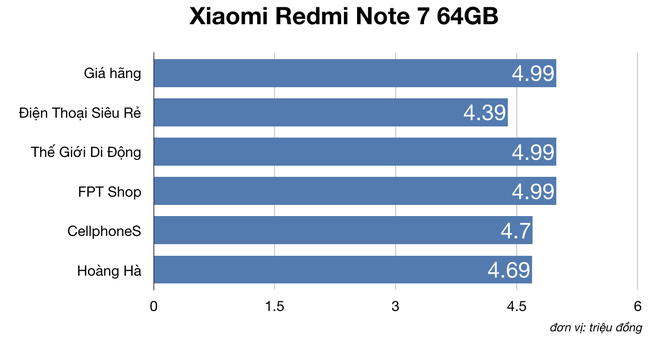 Xiaomi Redmi Note 7 64GB
Giá hãng 4.99
Điện Thoại Siêu Rẻ 4.39
Thế Giới Di Động 4.99
FPT Shop 4.99
CellphoneS 4.7
Hoàng Hà 4.69
0 1.5 3 4.5 6
đơn vị: triệu đồng